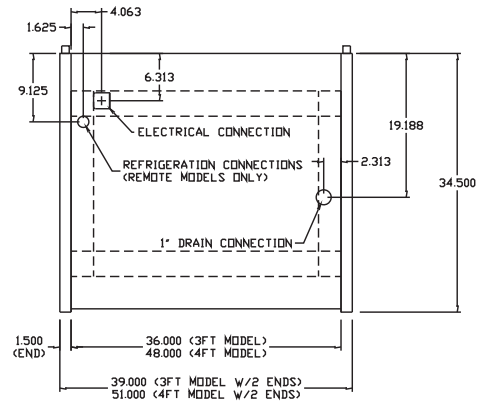 4.063
1.625
6.313
9.125
ELECTRICAL CONNECTION
19.188
REFRIGERATION CONNECTIONS
(REMOTE MODELS ONLY)
2.313
34.500
1" DRAIN CONNECTION
1.500
(END)
36.000 (3FT MODEL)
48.000 (4FT MODEL)
39.000 (3FT MODEL W/2 ENDS)
51.000 (4FT MODEL W/2 ENDS)